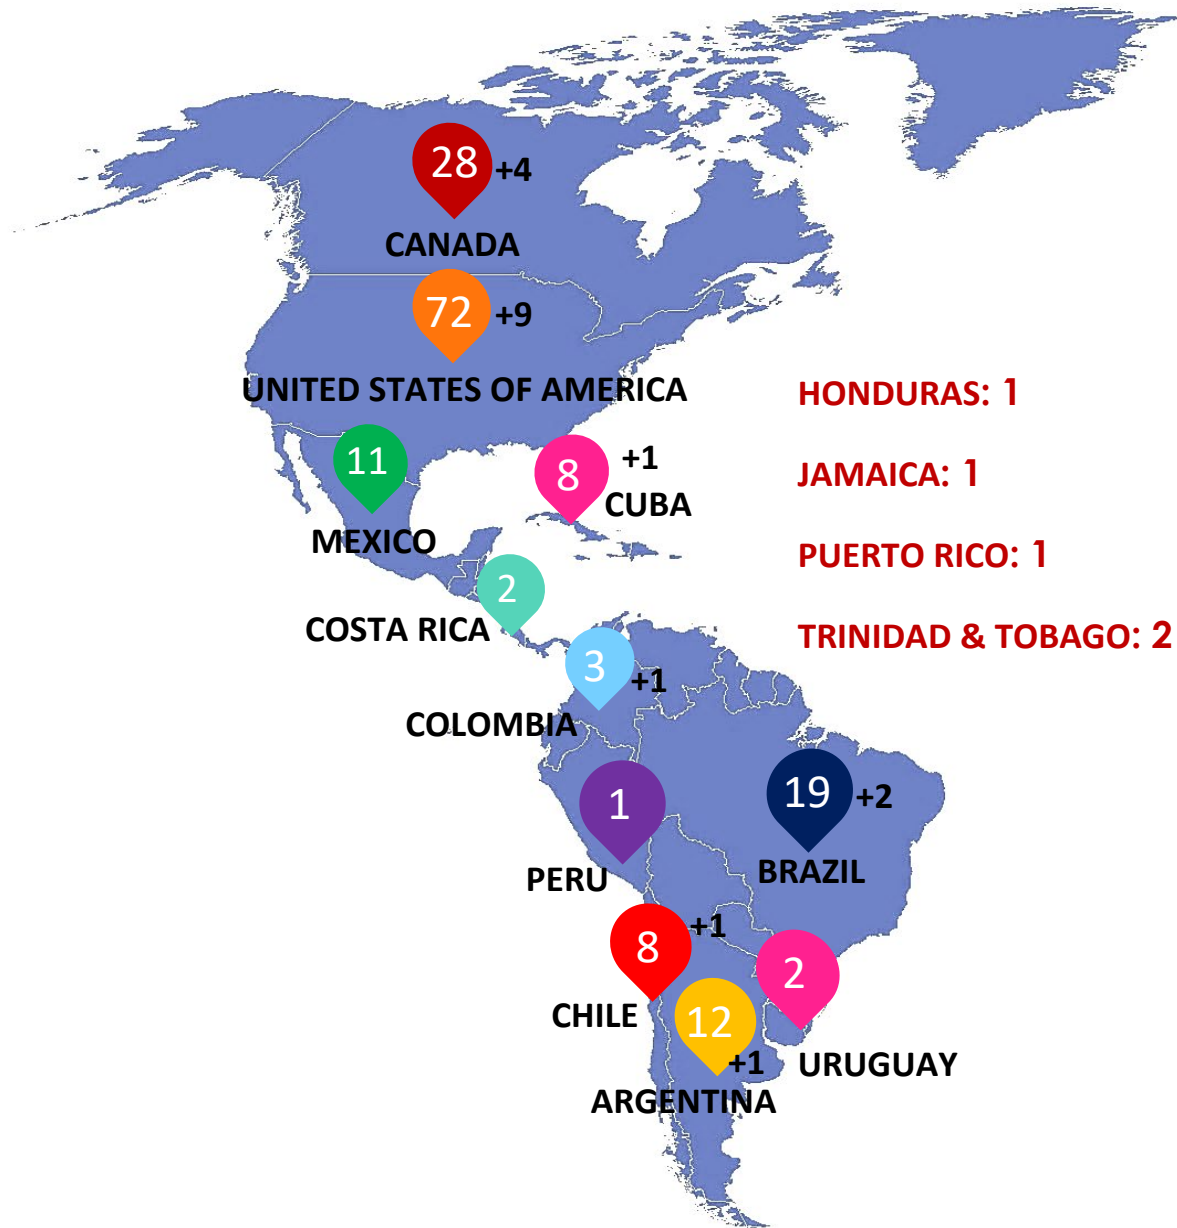 28 +4
CANADA
72 +9
UNITED STATES OF AMERICA
HONDURAS: 1
11
MEXICO
8 +1
CUBA
JAMAICA: 1
PUERTO RICO: 1
2
COSTA RICA
TRINIDAD & TOBAGO: 2
3 +1
COLOMBIA
1
PERU
19 +2
BRAZIL
8 +1
CHILE
2
URUGUAY
12
+1
ARGENTINA